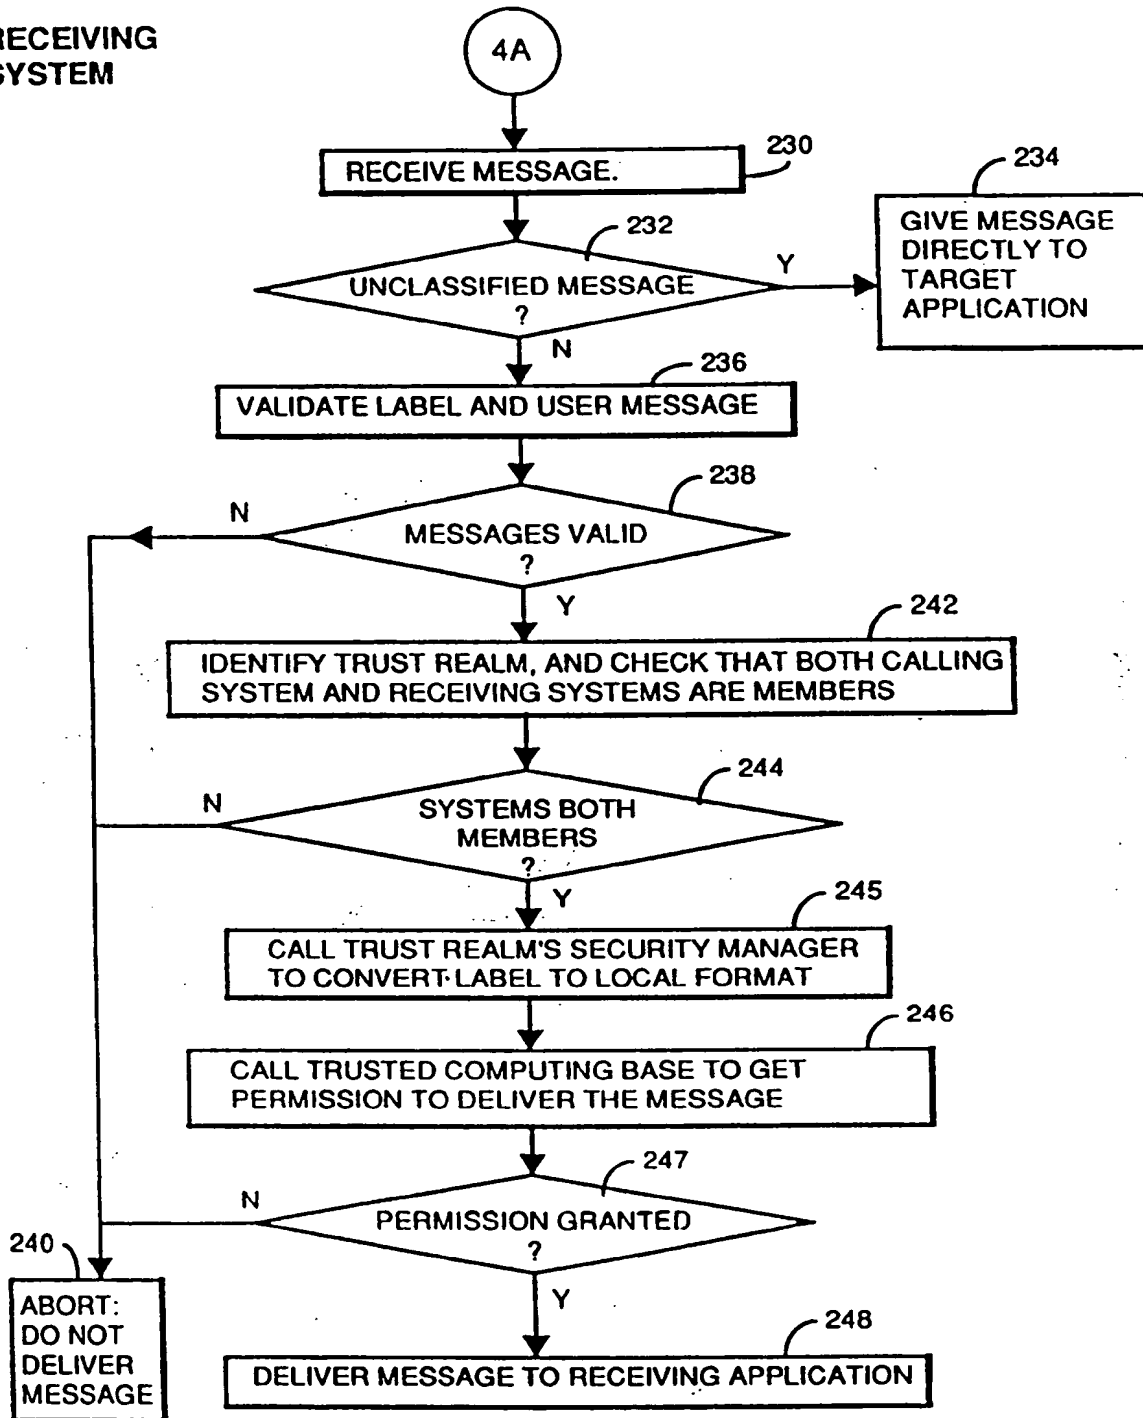 RECEIVING
SYSTEM
4A
RECEIVE MESSAGE.
230
232
UNCLASSIFIED MESSAGE
?
Y
N
234
GIVE MESSAGE
DIRECTLY TO
TARGET
APPLICATION
236
VALIDATE LABEL AND USER MESSAGE
238
MESSAGES VALID
?
N
Y
242
IDENTIFY TRUST REALM, AND CHECK THAT BOTH CALLING
SYSTEM AND RECEIVING SYSTEMS ARE MEMBERS
244
SYSTEMS BOTH
MEMBERS
?
N
Y
245
CALL TRUST REALM'S SECURITY MANAGER
TO CONVERT LABEL TO LOCAL FORMAT
246
CALL TRUSTED COMPUTING BASE TO GET
PERMISSION TO DELIVER THE MESSAGE
247
PERMISSION GRANTED
?
N
Y
240
ABORT:
DO NOT
DELIVER
MESSAGE
248
DELIVER MESSAGE TO RECEIVING APPLICATION